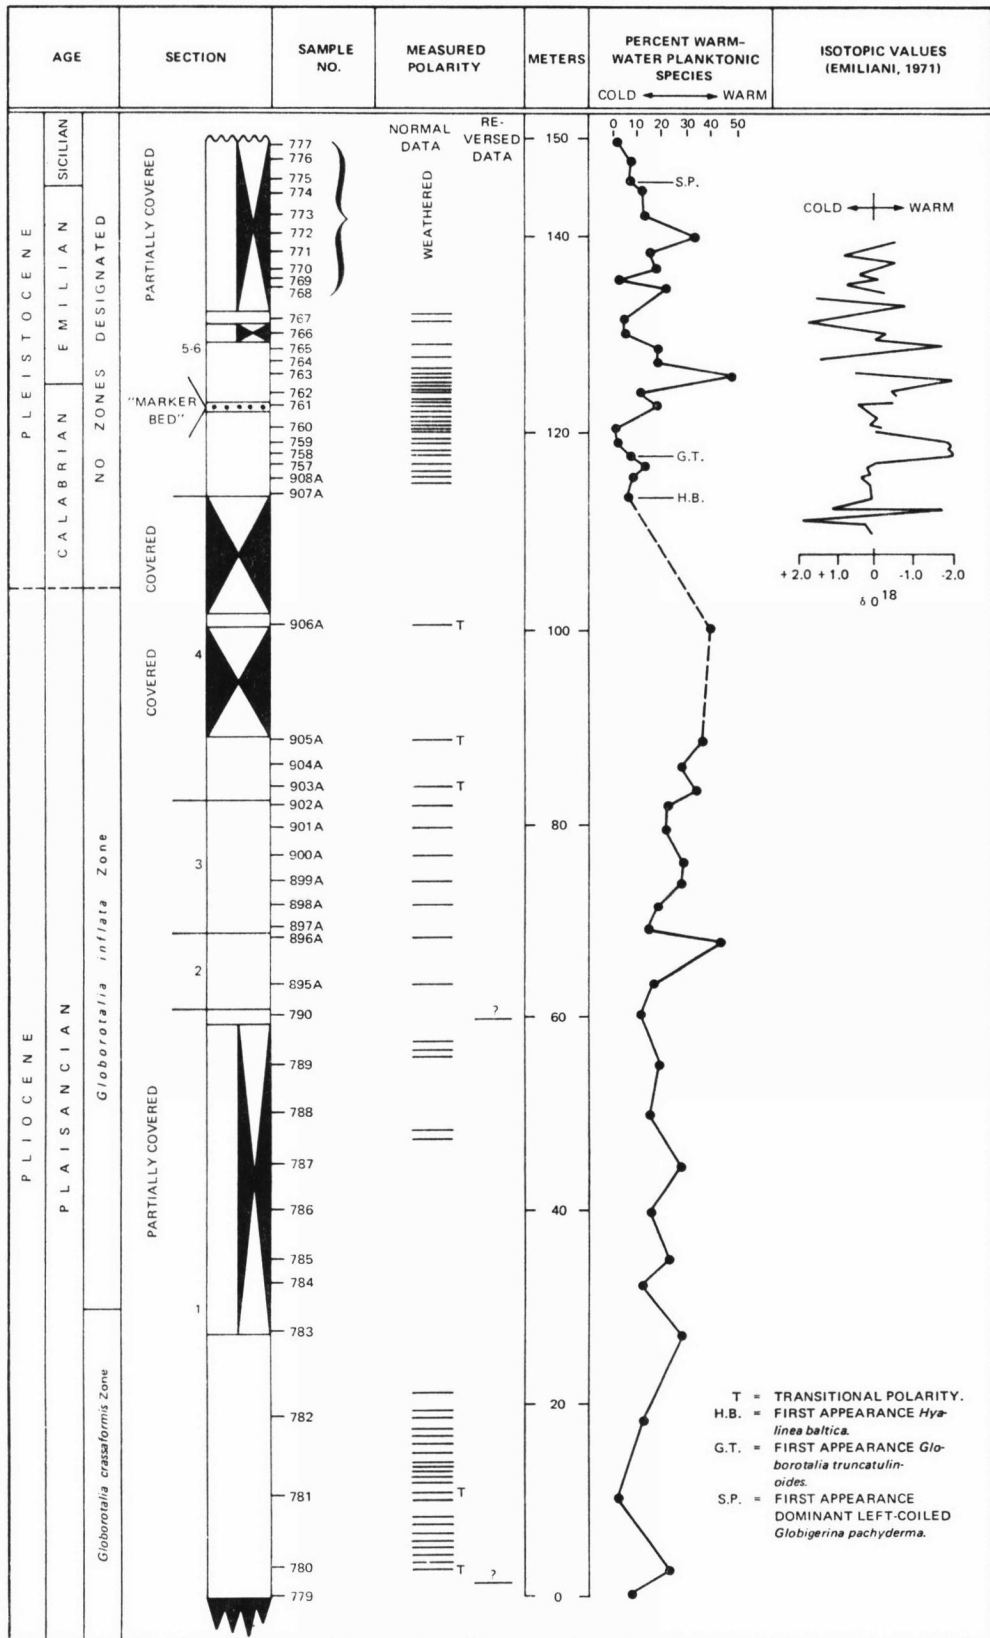 AGE
SECTION
SAMPLE
NO.
MEASURED
POLARITY
METERS
PERCENT WARM-
WATER PLANKTONIC
SPECIES
COLD WARM
ISOTOPIC VALUES
(EMILIANI, 1971)
PLEISTOCENE
PLIOCENE
SICILIAN
EMILIAN
CALABRIAN
PLAISANCIAN
NO ZONES DESIGNATED
Globorotalia inflata Zone
Globorotalia crassaformis Zone
PARTIALLY COVERED
5-6
"MARKER
BED"
COVERED
COVERED
4
3
2
PARTIALLY COVERED
1
777
776
775
774
773
772
771
770
769
768
767
766
765
764
763
762
761
760
759
758
757
908A
907A
906A
905A
904A
903A
902A
901A
900A
899A
898A
897A
896A
895A
790
789
788
787
786
785
784
783
782
781
780
779
NORMAL
DATA
RE-
VERSED
DATA
WEATHERED
T
T
T
?
T
T
?
150
140
120
100
80
60
40
20
0
0 10 20 30 40 50
S.P.
G.T.
H.B.
COLD WARM
+ 2.0 + 1.0 0 -1.0 -2.0
δ O18
T = TRANSITIONAL POLARITY.
H.B. = FIRST APPEARANCE Hya-
linea baltica.
G.T. = FIRST APPEARANCE Glo-
borotalia truncatulin-
oides.
S.P. = FIRST APPEARANCE
DOMINANT LEFT-COILED
Globigerina pachyderma.